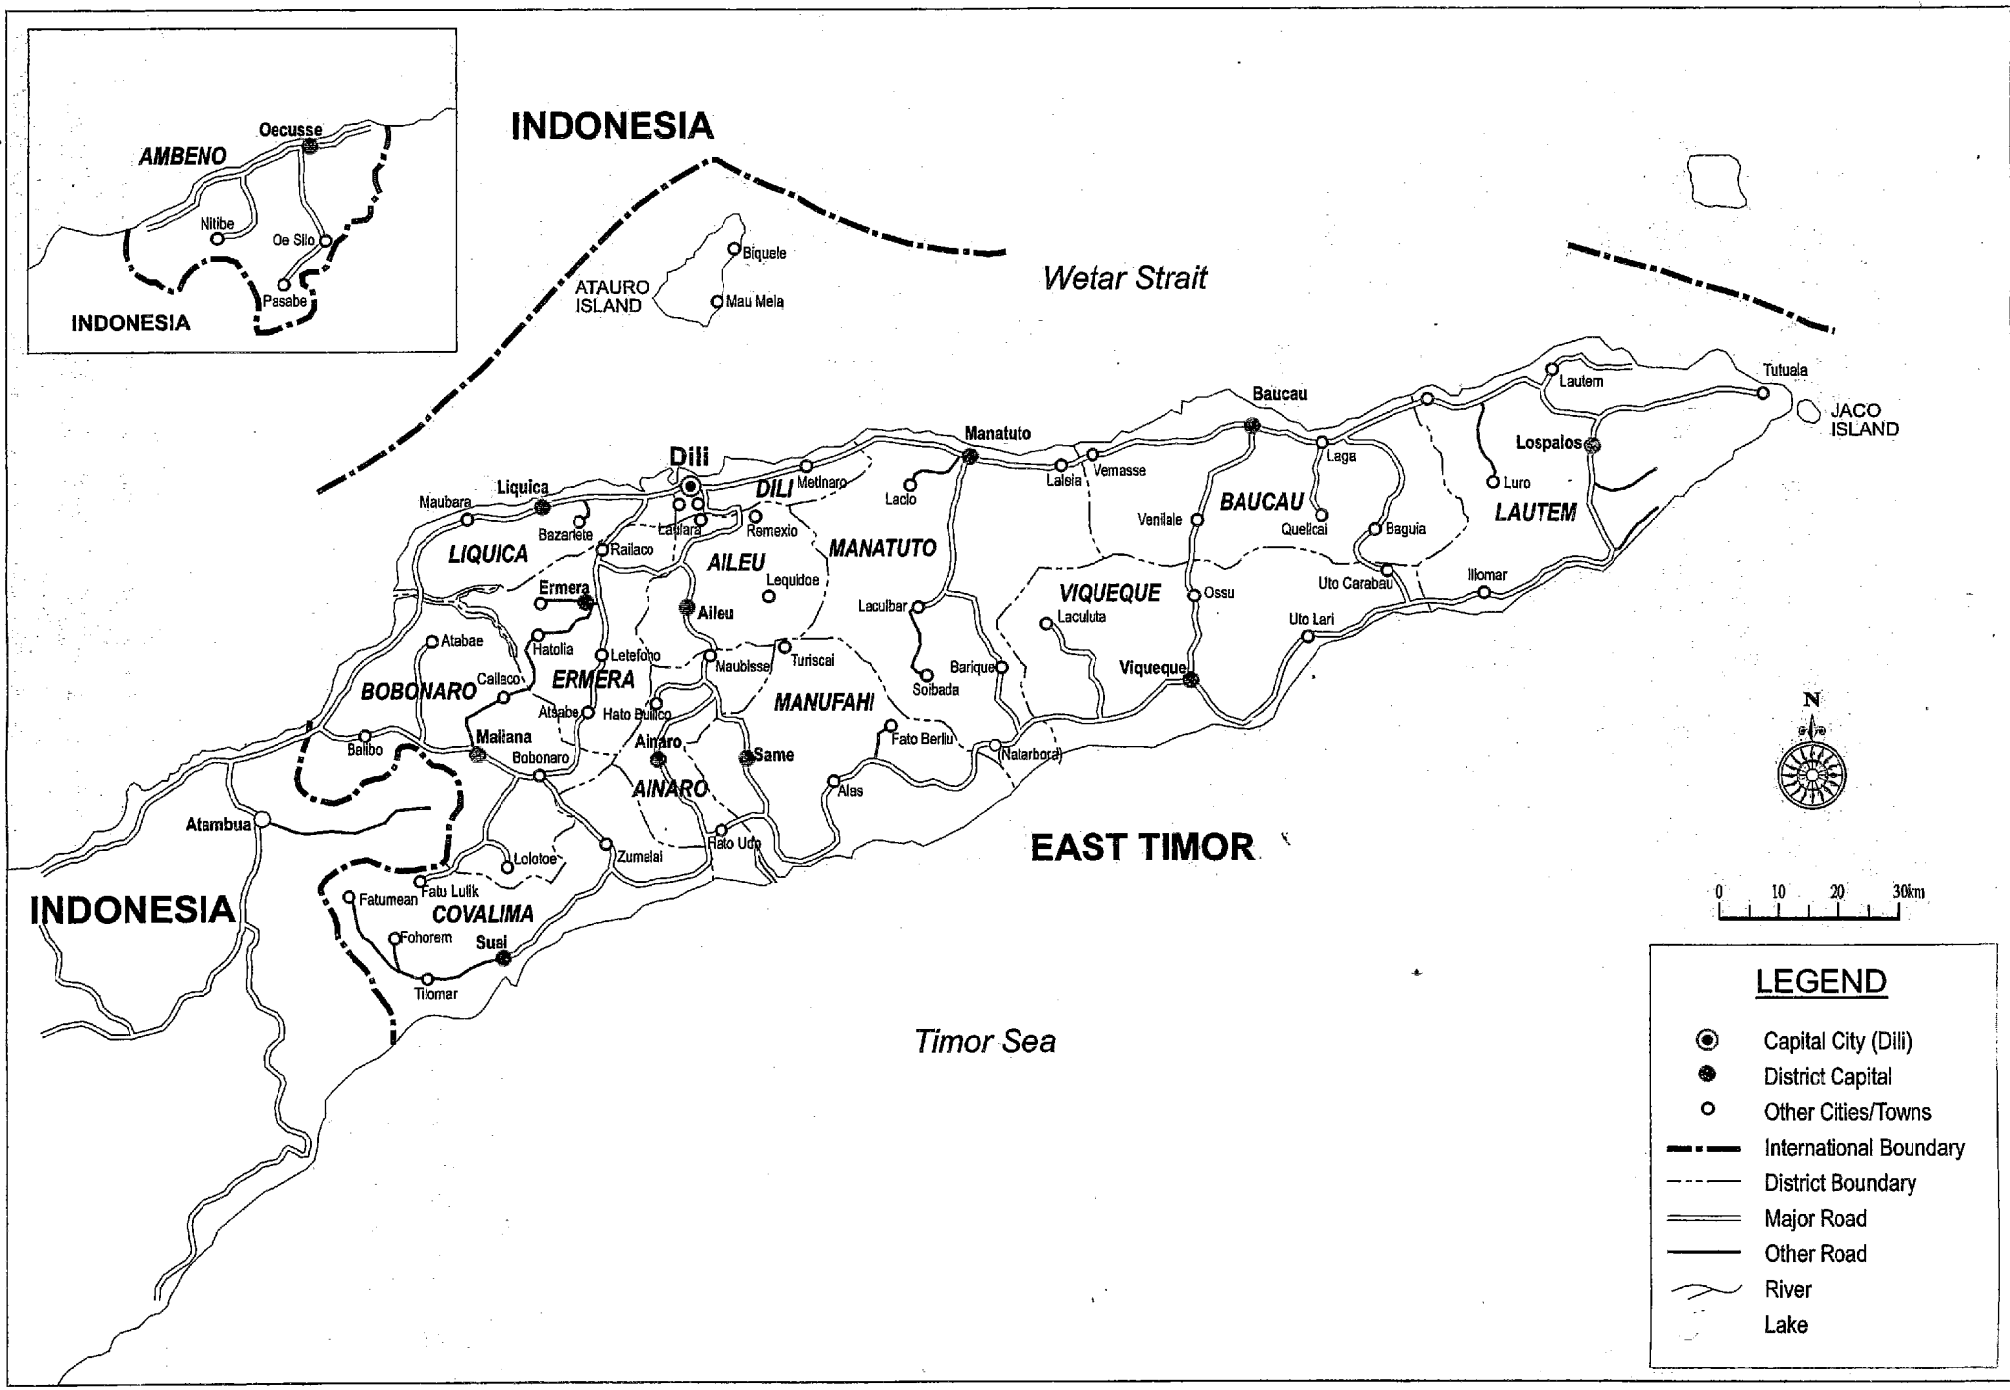 Oecusse
AMBENO
Nitibe
Oe Silo
Pasabe
INDONESIA
INDONESIA
Biquele
ATAURO
ISLAND
Mau Mela
Wetar Strait
Tutuala
Lautem
JACO
ISLAND
Baucau
Manatuto
Lospalos
Laga
Dili
Vemasse
Laleia
Metinaro
DILI
Laclo
Luro
Liquica
Maubara
BAUCAU
LAUTEM
Venilale
Quelicai
Baguia
Bazartete
Laulara
Remexio
LIQUICA
Railaco
MANATUTO
AILEU
Lequidoe
Ermera
Uto Carabau
Iliomar
VIQUEQUE
Ossu
Laculbar
Aileu
Laculuta
Uto Lari
Atabae
Hatolia
Letefoho
Maubisse
Turiscai
Barique
Viqueque
BOBONARO
Cailaco
ERMERA
Soibada
MANUFAHI
Atsabe
Hato Builico
N
Balibo
Maliana
Ainaro
Fato Berliu
(Natarbora)
Bobonaro
Same
AINARO
Alas
Atambua
Hato Udo
EAST TIMOR
Lolotoe
Zumalai
Fatu Lulik
Fatumean
0 10 20 30km
INDONESIA
COVALIMA
Fohorem
Suai
Tilomar
Timor Sea
LEGEND
Capital City (Dili)
District Capital
Other Cities/Towns
International Boundary
District Boundary
Major Road
Other Road
River
Lake